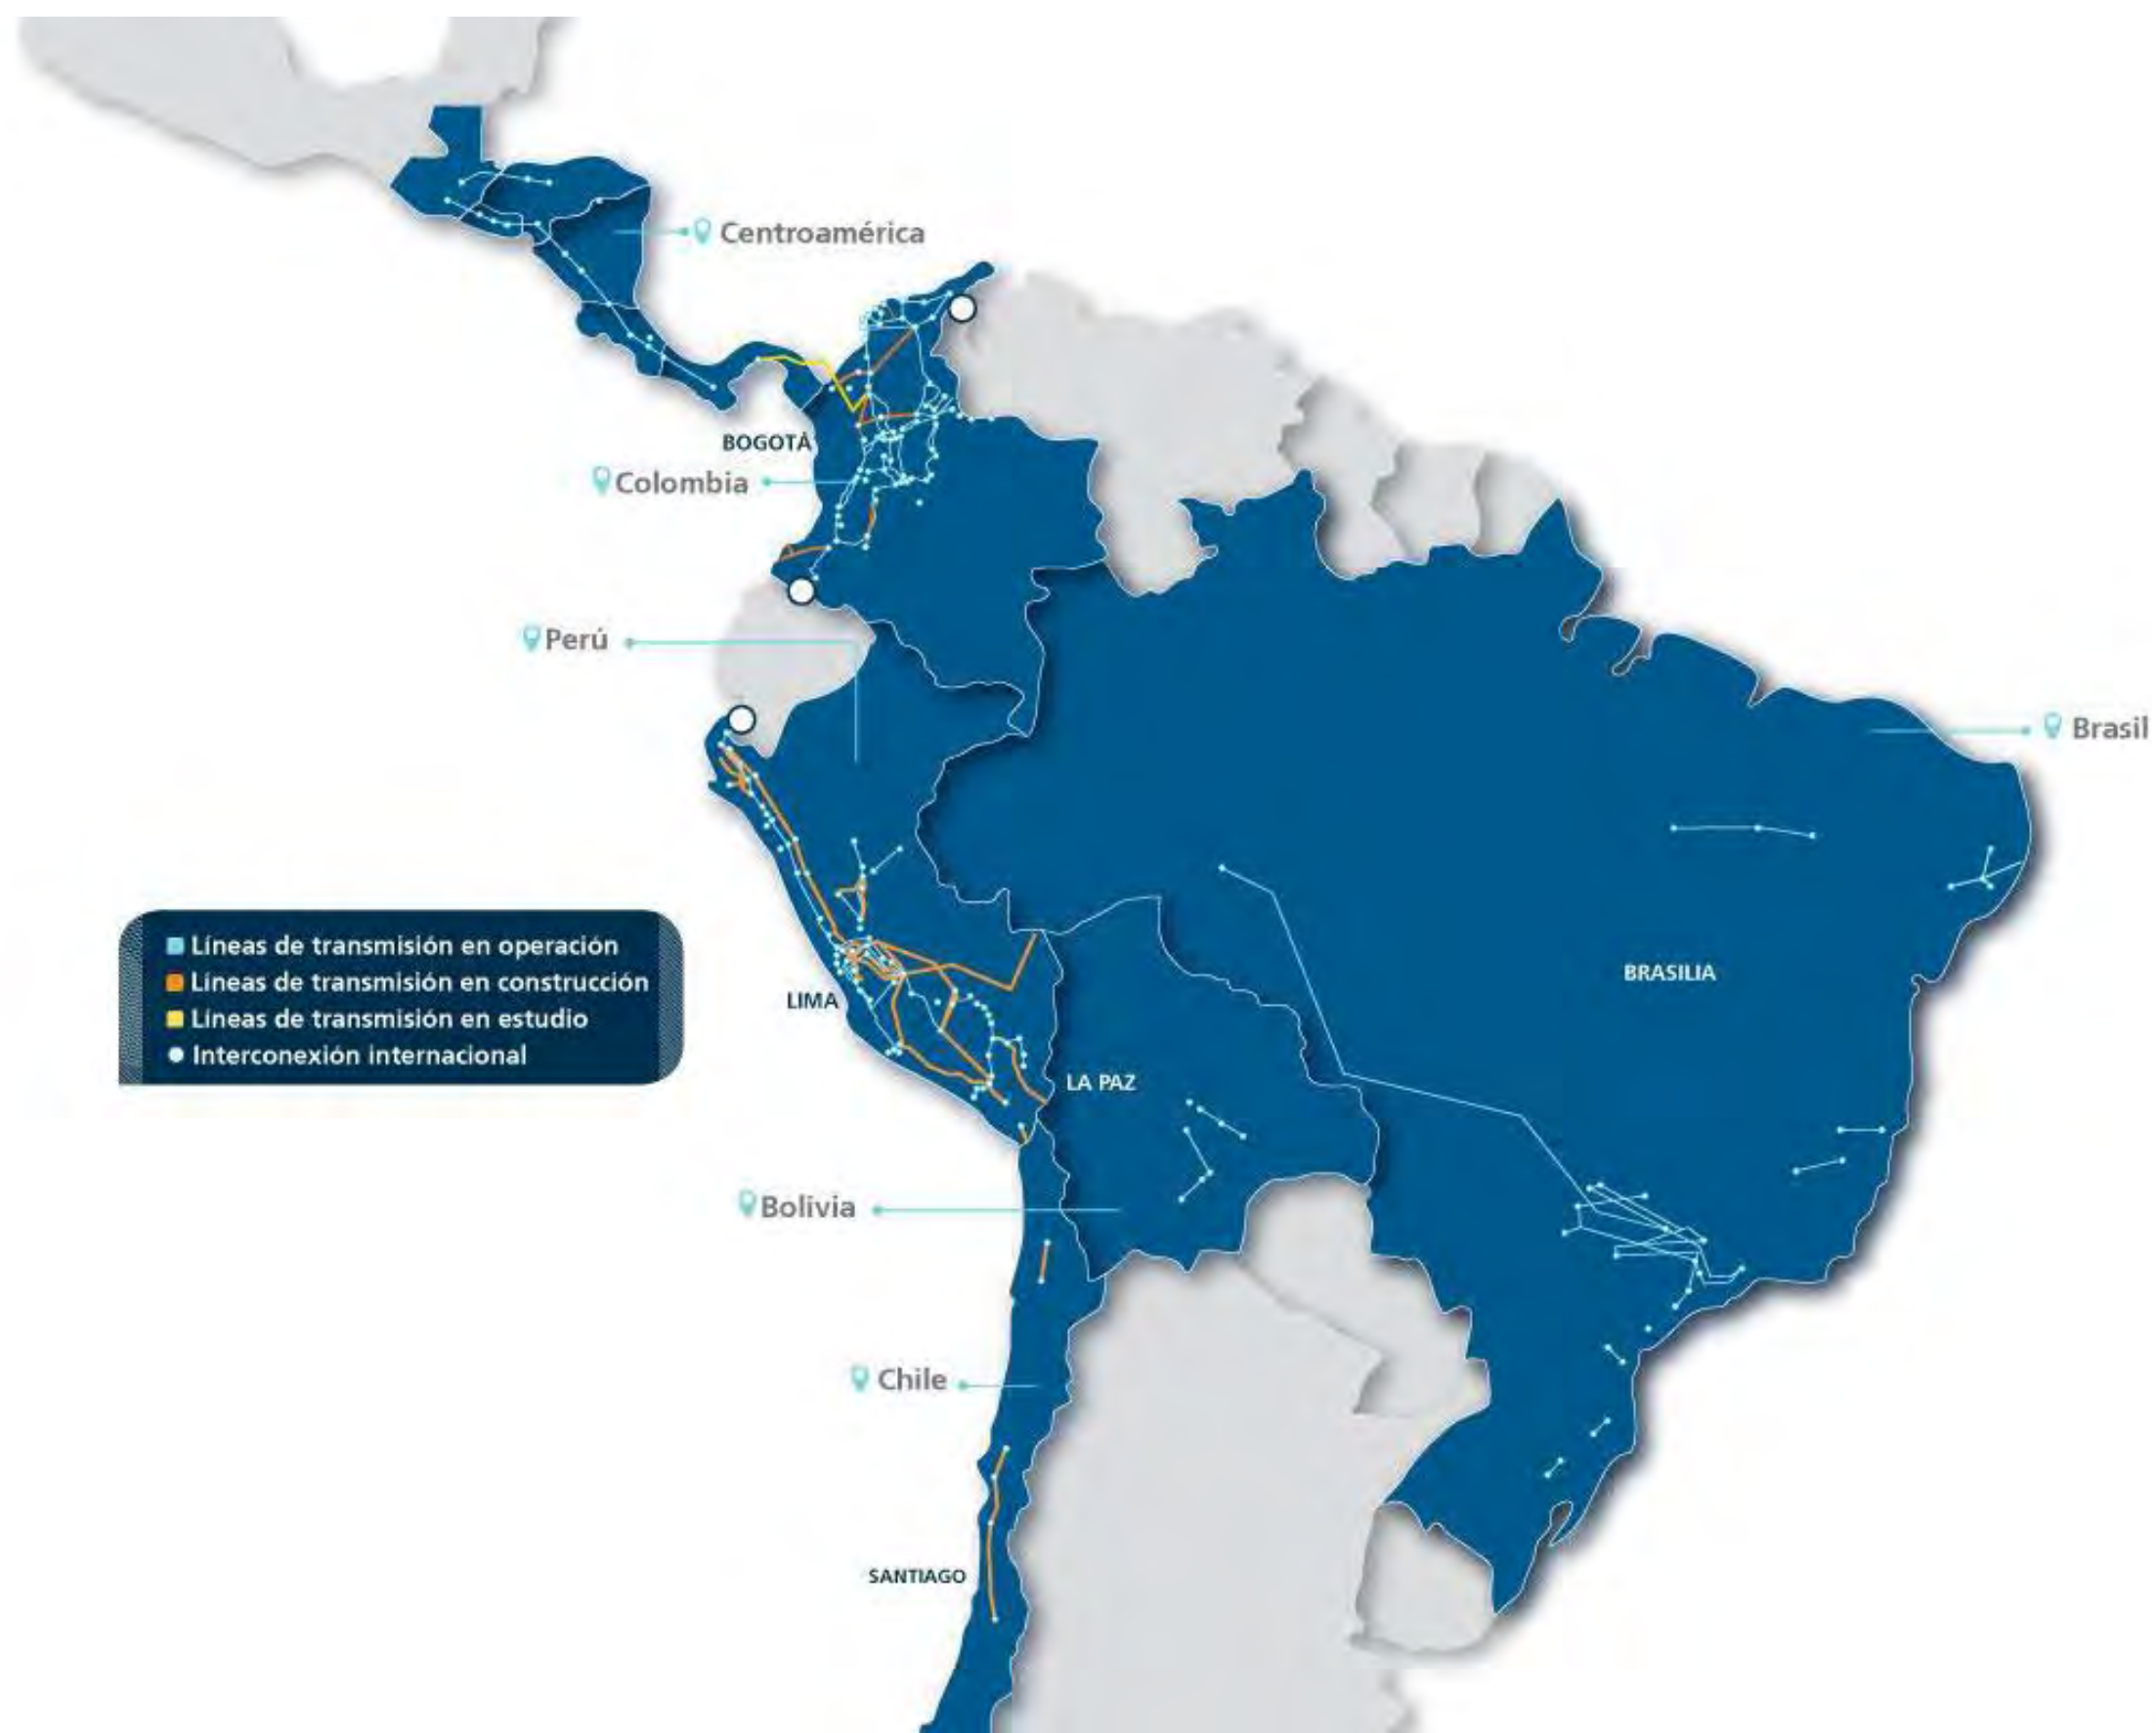 Centroamérica
BOGOTÁ
Colombia
Perú
Brasil
Líneas de transmisión en operación
Líneas de transmisión en construcción
Líneas de transmisión en estudio
Interconexión internacional
BRASILIA
LIMA
LA PAZ
Bolivia
Chile
SANTIAGO